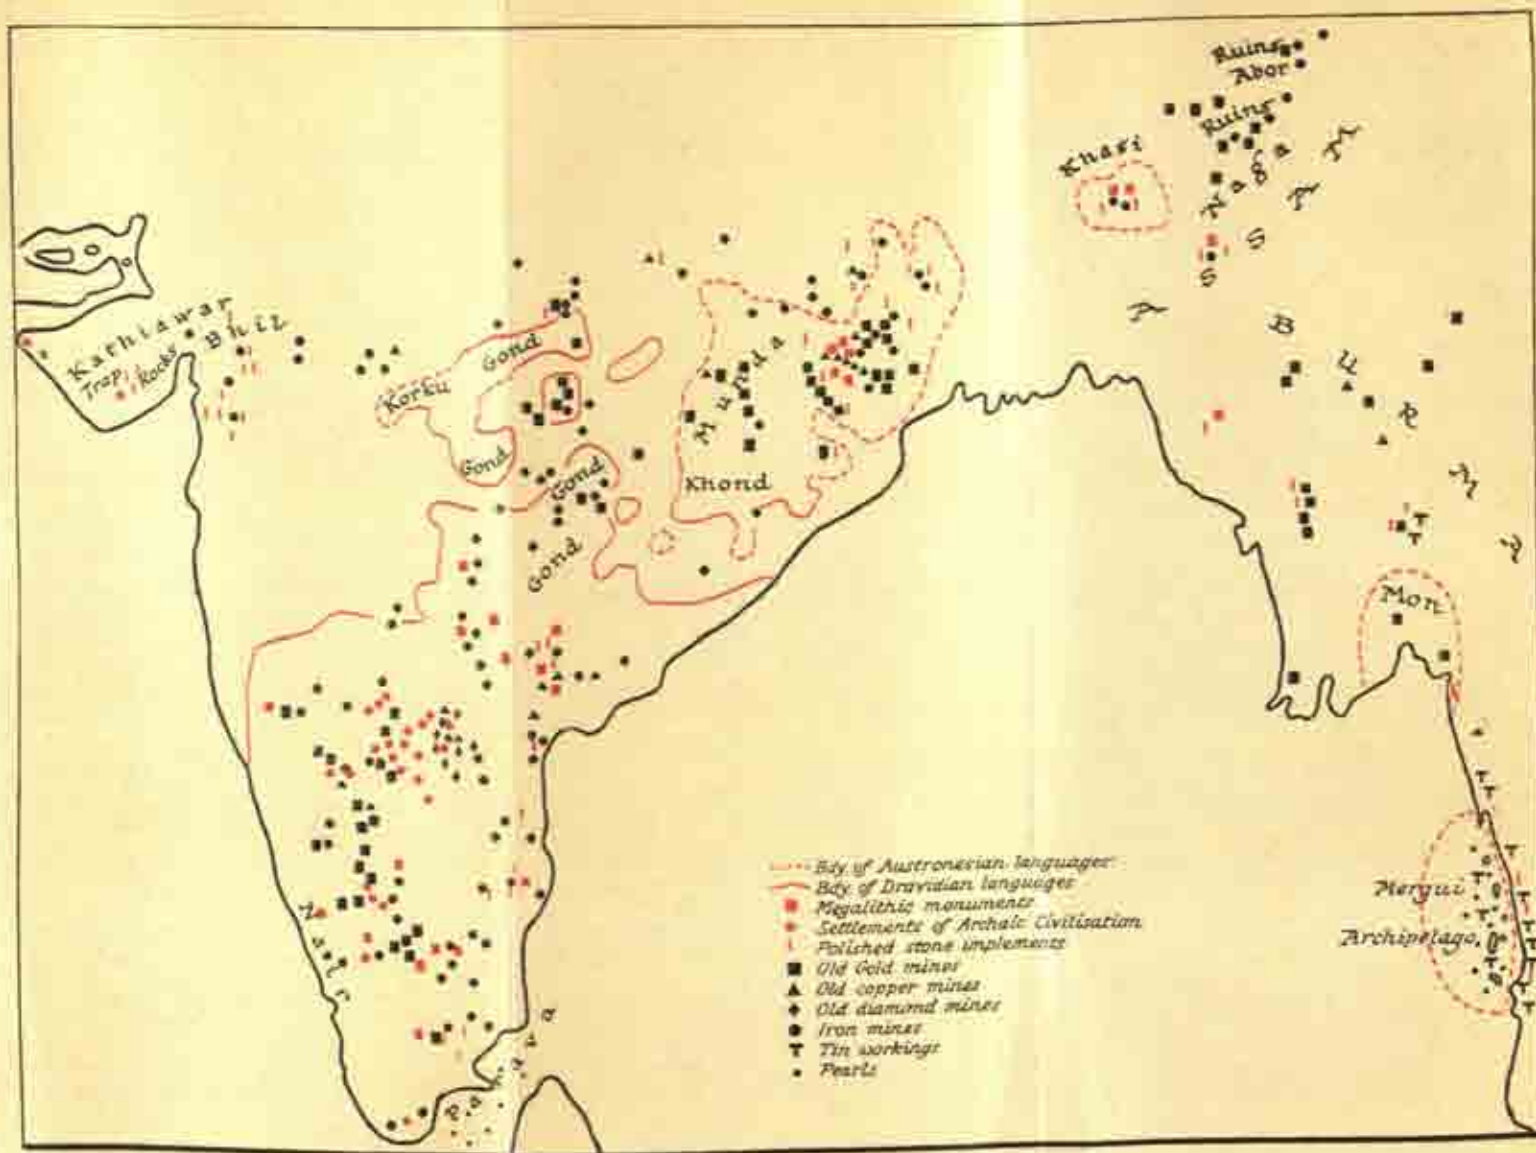 Ruins
Abor
Ruins
Khasi
Naga
ASSAM
Kathiawar
Trap Rocks
Bhil
Korku
Gond
Gond
Gond
Gond
Munda
Khond
BURMA
Mon
Nair
Mergui
Archipelago
Bdy of Austronesian languages
Bdy. of Dravidian languages
Megalithic monuments
Settlements of Archaic Civilisation
Polished stone implements
Old Gold mines
Old copper mines
Old diamond mines
Iron mines
Tin workings
Pearls